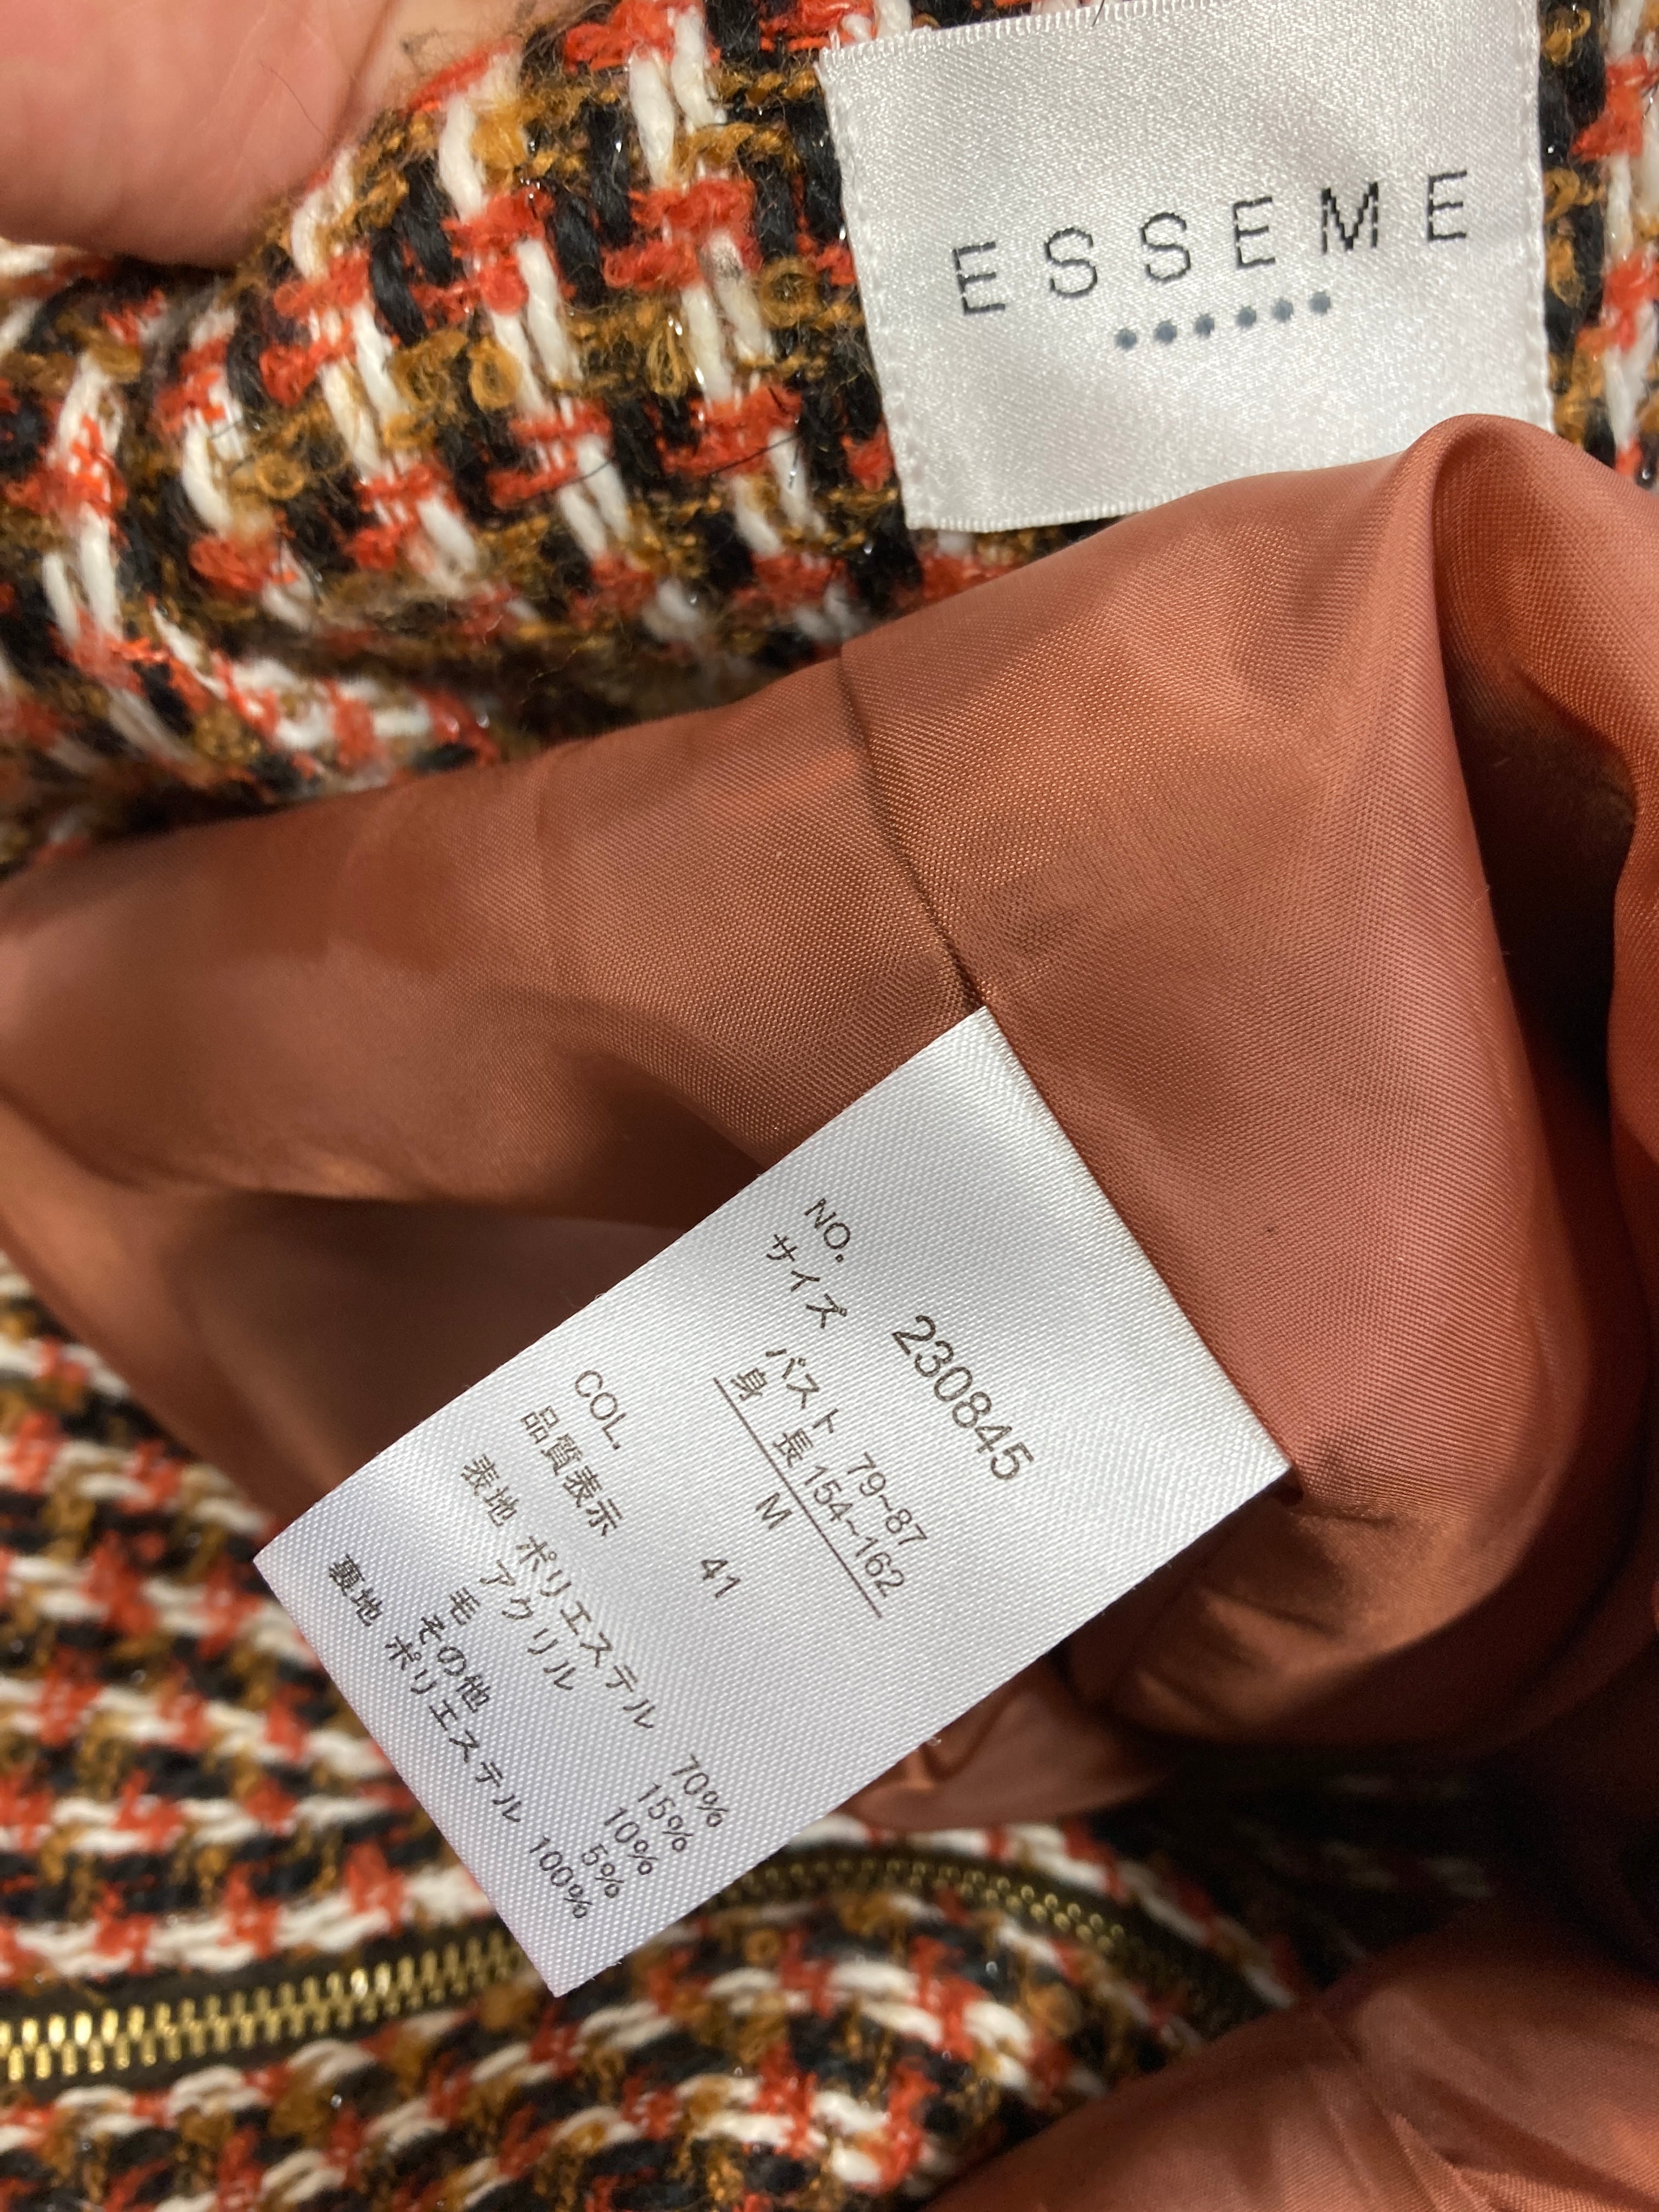 ESSEME
NO. 230845
サイズ
バスト 79~87
身長 154~162
M
COL. 41
品質表示
表地 ポリエステル 70%
アクリル 15%
毛 10%
その他 5%
裏地 ポリエステル 100%